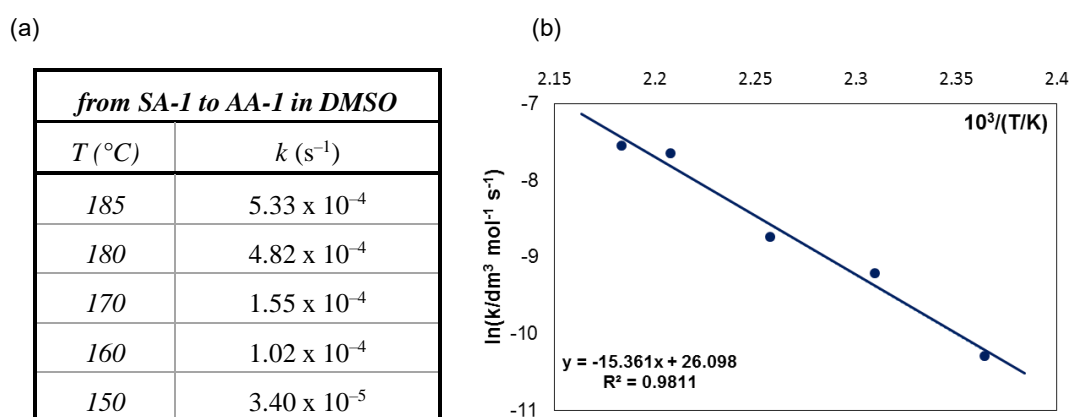 (a)
from SA-1 to AA-1 in DMSO
T (°C) k (s⁻¹)
185 5.33 x 10⁻⁴
180 4.82 x 10⁻⁴
170 1.55 x 10⁻⁴
160 1.02 x 10⁻⁴
150 3.40 x 10⁻⁵
(b)
2.15 2.2 2.25 2.3 2.35 2.4
10³/(T/K)
-7
-8
-9
-10
-11
ln(k/dm³ mol⁻¹ s⁻¹)
y = -15.361x + 26.098
R² = 0.9811